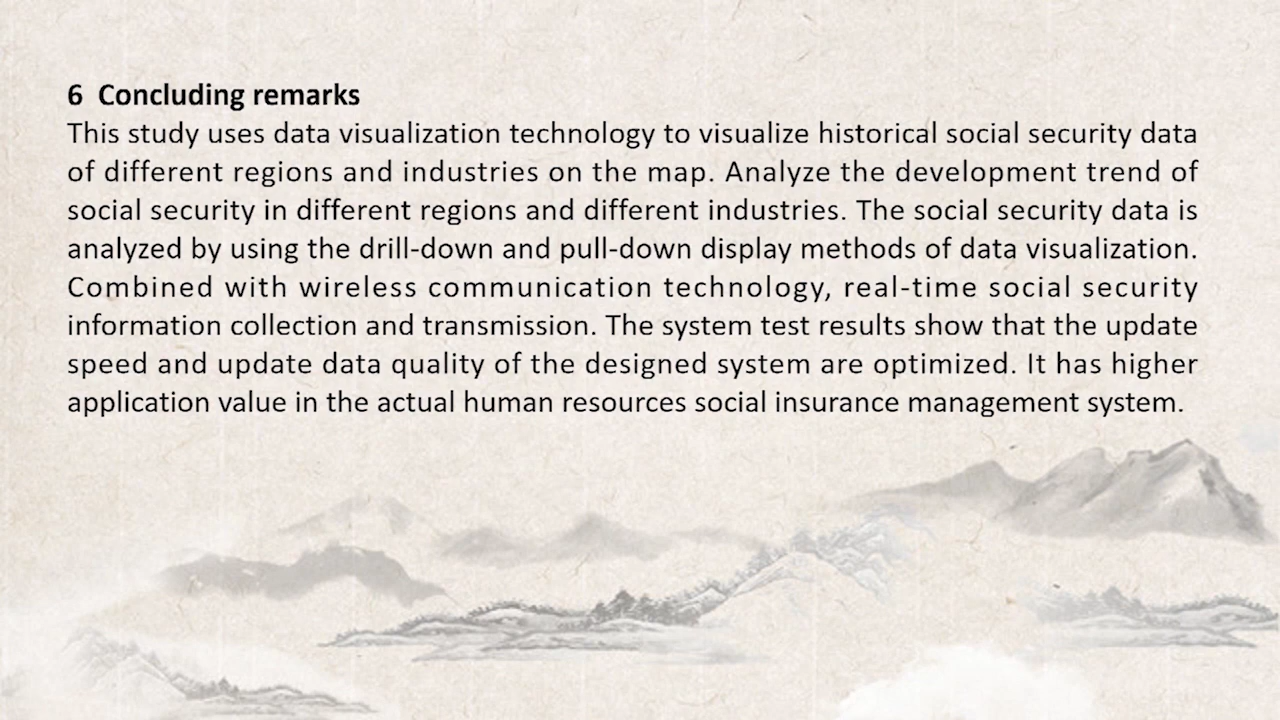 6 Concluding remarks
This study uses data visualization technology to visualize historical social security data
of different regions and industries on the map. Analyze the development trend of
social security in different regions and different industries. The social security data is
analyzed by using the drill-down and pull-down display methods of data visualization.
Combined with wireless communication technology, real-time social security
information collection and transmission. The system test results show that the update
speed and update data quality of the designed system are optimized. It has higher
application value in the actual human resources social insurance management system.